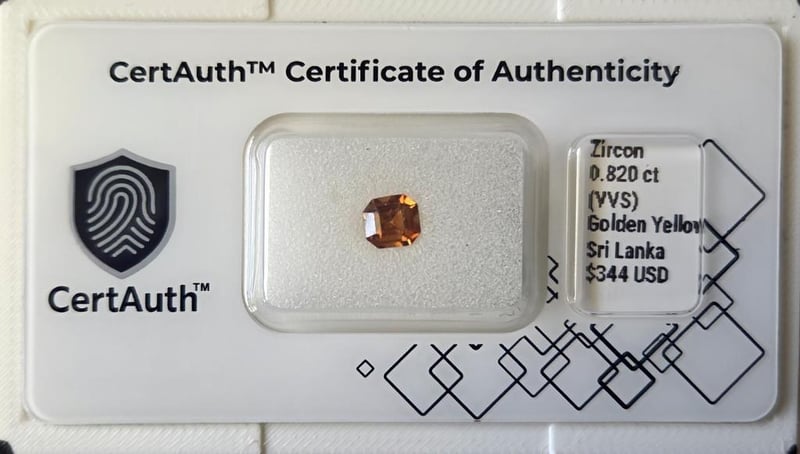 CertAuth™ Certificate of Authenticity
CertAuth™
Zircon
0.820 ct
(VVS)
Golden Yellow
Sri Lanka
$344 USD